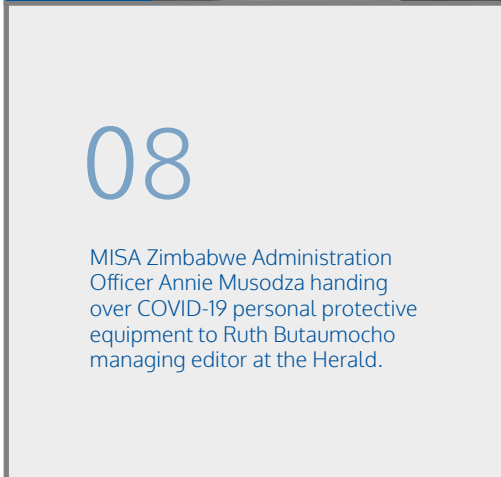 08
MISA Zimbabwe Administration
Officer Annie Musodza handing
over COVID-19 personal protective
equipment to Ruth Butaumocho
managing editor at the Herald.